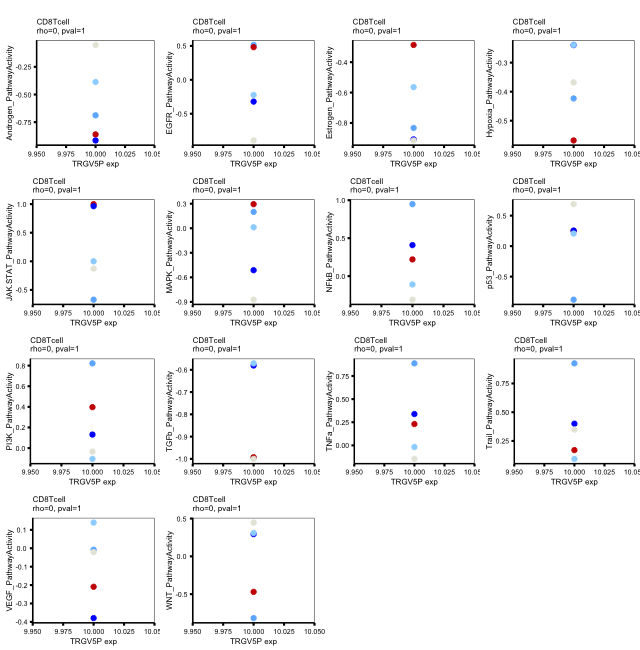 CD8Tcell
rho=0, pval=1
Androgen_PathwayActivity
-0.25
-0.50
-0.75
9.950 9.975 10.000 10.025 10.05
TRGV5P exp
CD8Tcell
rho=0, pval=1
EGFR_PathwayActivity
0.5
0.0
-0.5
9.950 9.975 10.000 10.025 10.05
TRGV5P exp
CD8Tcell
rho=0, pval=1
Estrogen_PathwayActivity
-0.4
-0.6
-0.8
9.950 9.975 10.000 10.025 10.05
TRGV5P exp
CD8Tcell
rho=0, pval=1
Hypoxia_PathwayActivity
-0.3
-0.4
-0.5
9.950 9.975 10.000 10.025 10.05
TRGV5P exp
CD8Tcell
rho=0, pval=1
JAK.STAT_PathwayActivity
1.0
0.5
0.0
-0.5
9.950 9.975 10.000 10.025 10.05
TRGV5P exp
CD8Tcell
rho=0, pval=1
MAPK_PathwayActivity
0.3
0.0
-0.3
-0.6
-0.9
9.950 9.975 10.000 10.025 10.05
TRGV5P exp
CD8Tcell
rho=0, pval=1
NFkB_PathwayActivity
1.0
0.5
0.0
9.950 9.975 10.000 10.025 10.05
TRGV5P exp
CD8Tcell
rho=0, pval=1
p53_PathwayActivity
0.5
0.0
-0.5
9.950 9.975 10.000 10.025 10.05
TRGV5P exp
CD8Tcell
rho=0, pval=1
PI3K_PathwayActivity
0.8
0.6
0.4
0.2
0.0
9.950 9.975 10.000 10.025 10.05
TRGV5P exp
CD8Tcell
rho=0, pval=1
TGFb_PathwayActivity
-0.6
-0.7
-0.8
-0.9
-1.0
9.950 9.975 10.000 10.025 10.05
TRGV5P exp
CD8Tcell
rho=0, pval=1
TNFa_PathwayActivity
0.75
0.50
0.25
0.00
9.950 9.975 10.000 10.025 10.05
TRGV5P exp
CD8Tcell
rho=0, pval=1
Trail_PathwayActivity
0.75
0.50
0.25
9.950 9.975 10.000 10.025 10.05
TRGV5P exp
CD8Tcell
rho=0, pval=1
VEGF_PathwayActivity
0.1
0.0
-0.1
-0.2
-0.3
-0.4
9.950 9.975 10.000 10.025 10.05
TRGV5P exp
CD8Tcell
rho=0, pval=1
WNT_PathwayActivity
0.5
0.0
-0.5
9.950 9.975 10.000 10.025 10.050
TRGV5P exp